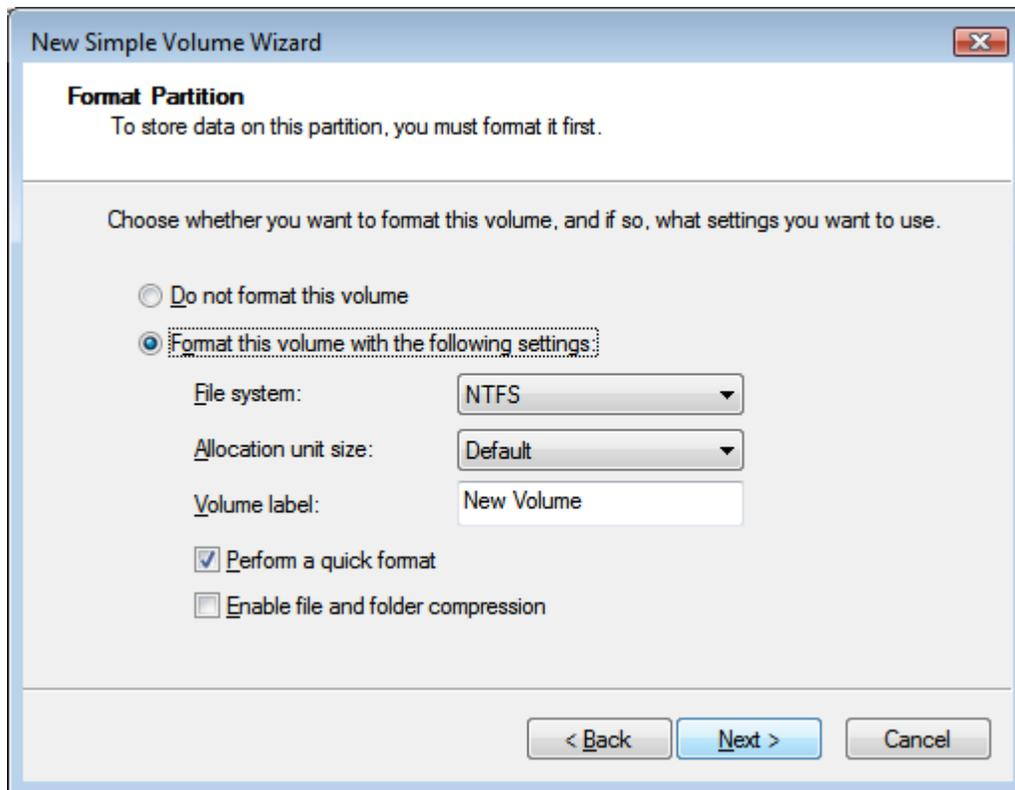 New Simple Volume Wizard
Format Partition
To store data on this partition, you must format it first.
Choose whether you want to format this volume, and if so, what settings you want to use.
Do not format this volume
Format this volume with the following settings:
File system: NTFS
Allocation unit size: Default
Volume label: New Volume
Perform a quick format
Enable file and folder compression
< Back Next > Cancel